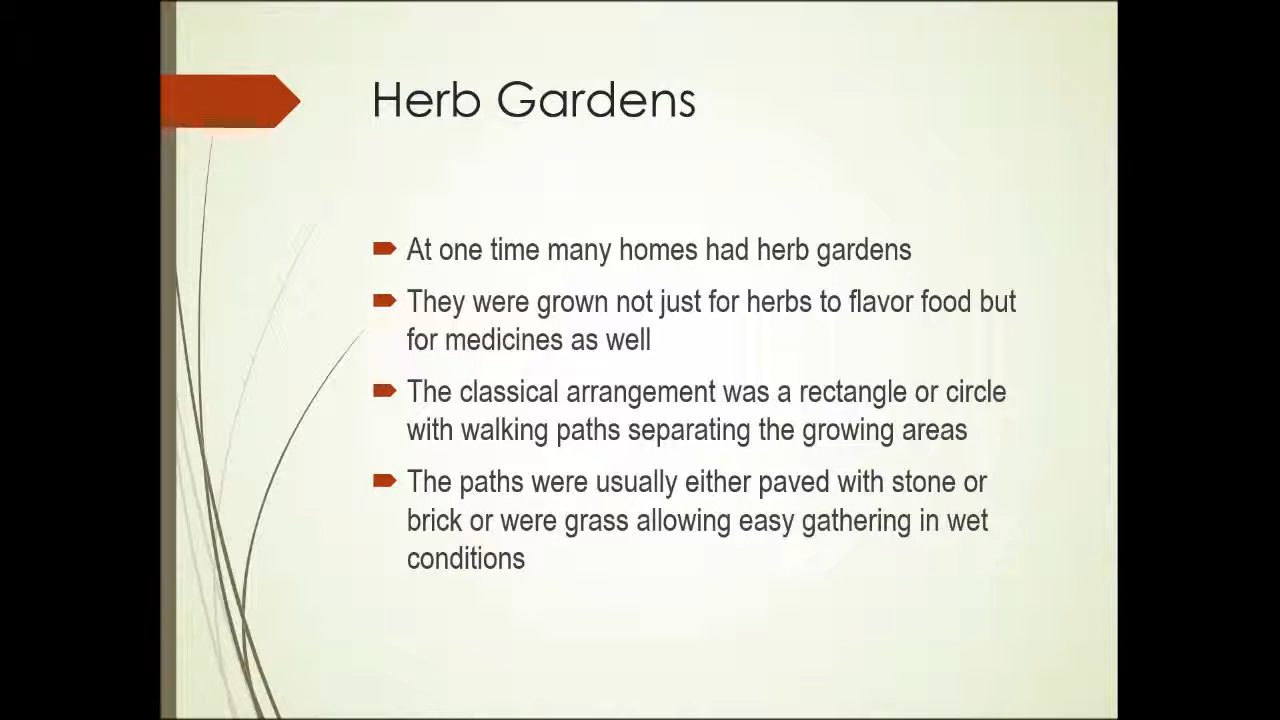 Herb Gardens
At one time many homes had herb gardens
They were grown not just for herbs to flavor food but
for medicines as well
The classical arrangement was a rectangle or circle
with walking paths separating the growing areas
The paths were usually either paved with stone or
brick or were grass allowing easy gathering in wet
conditions